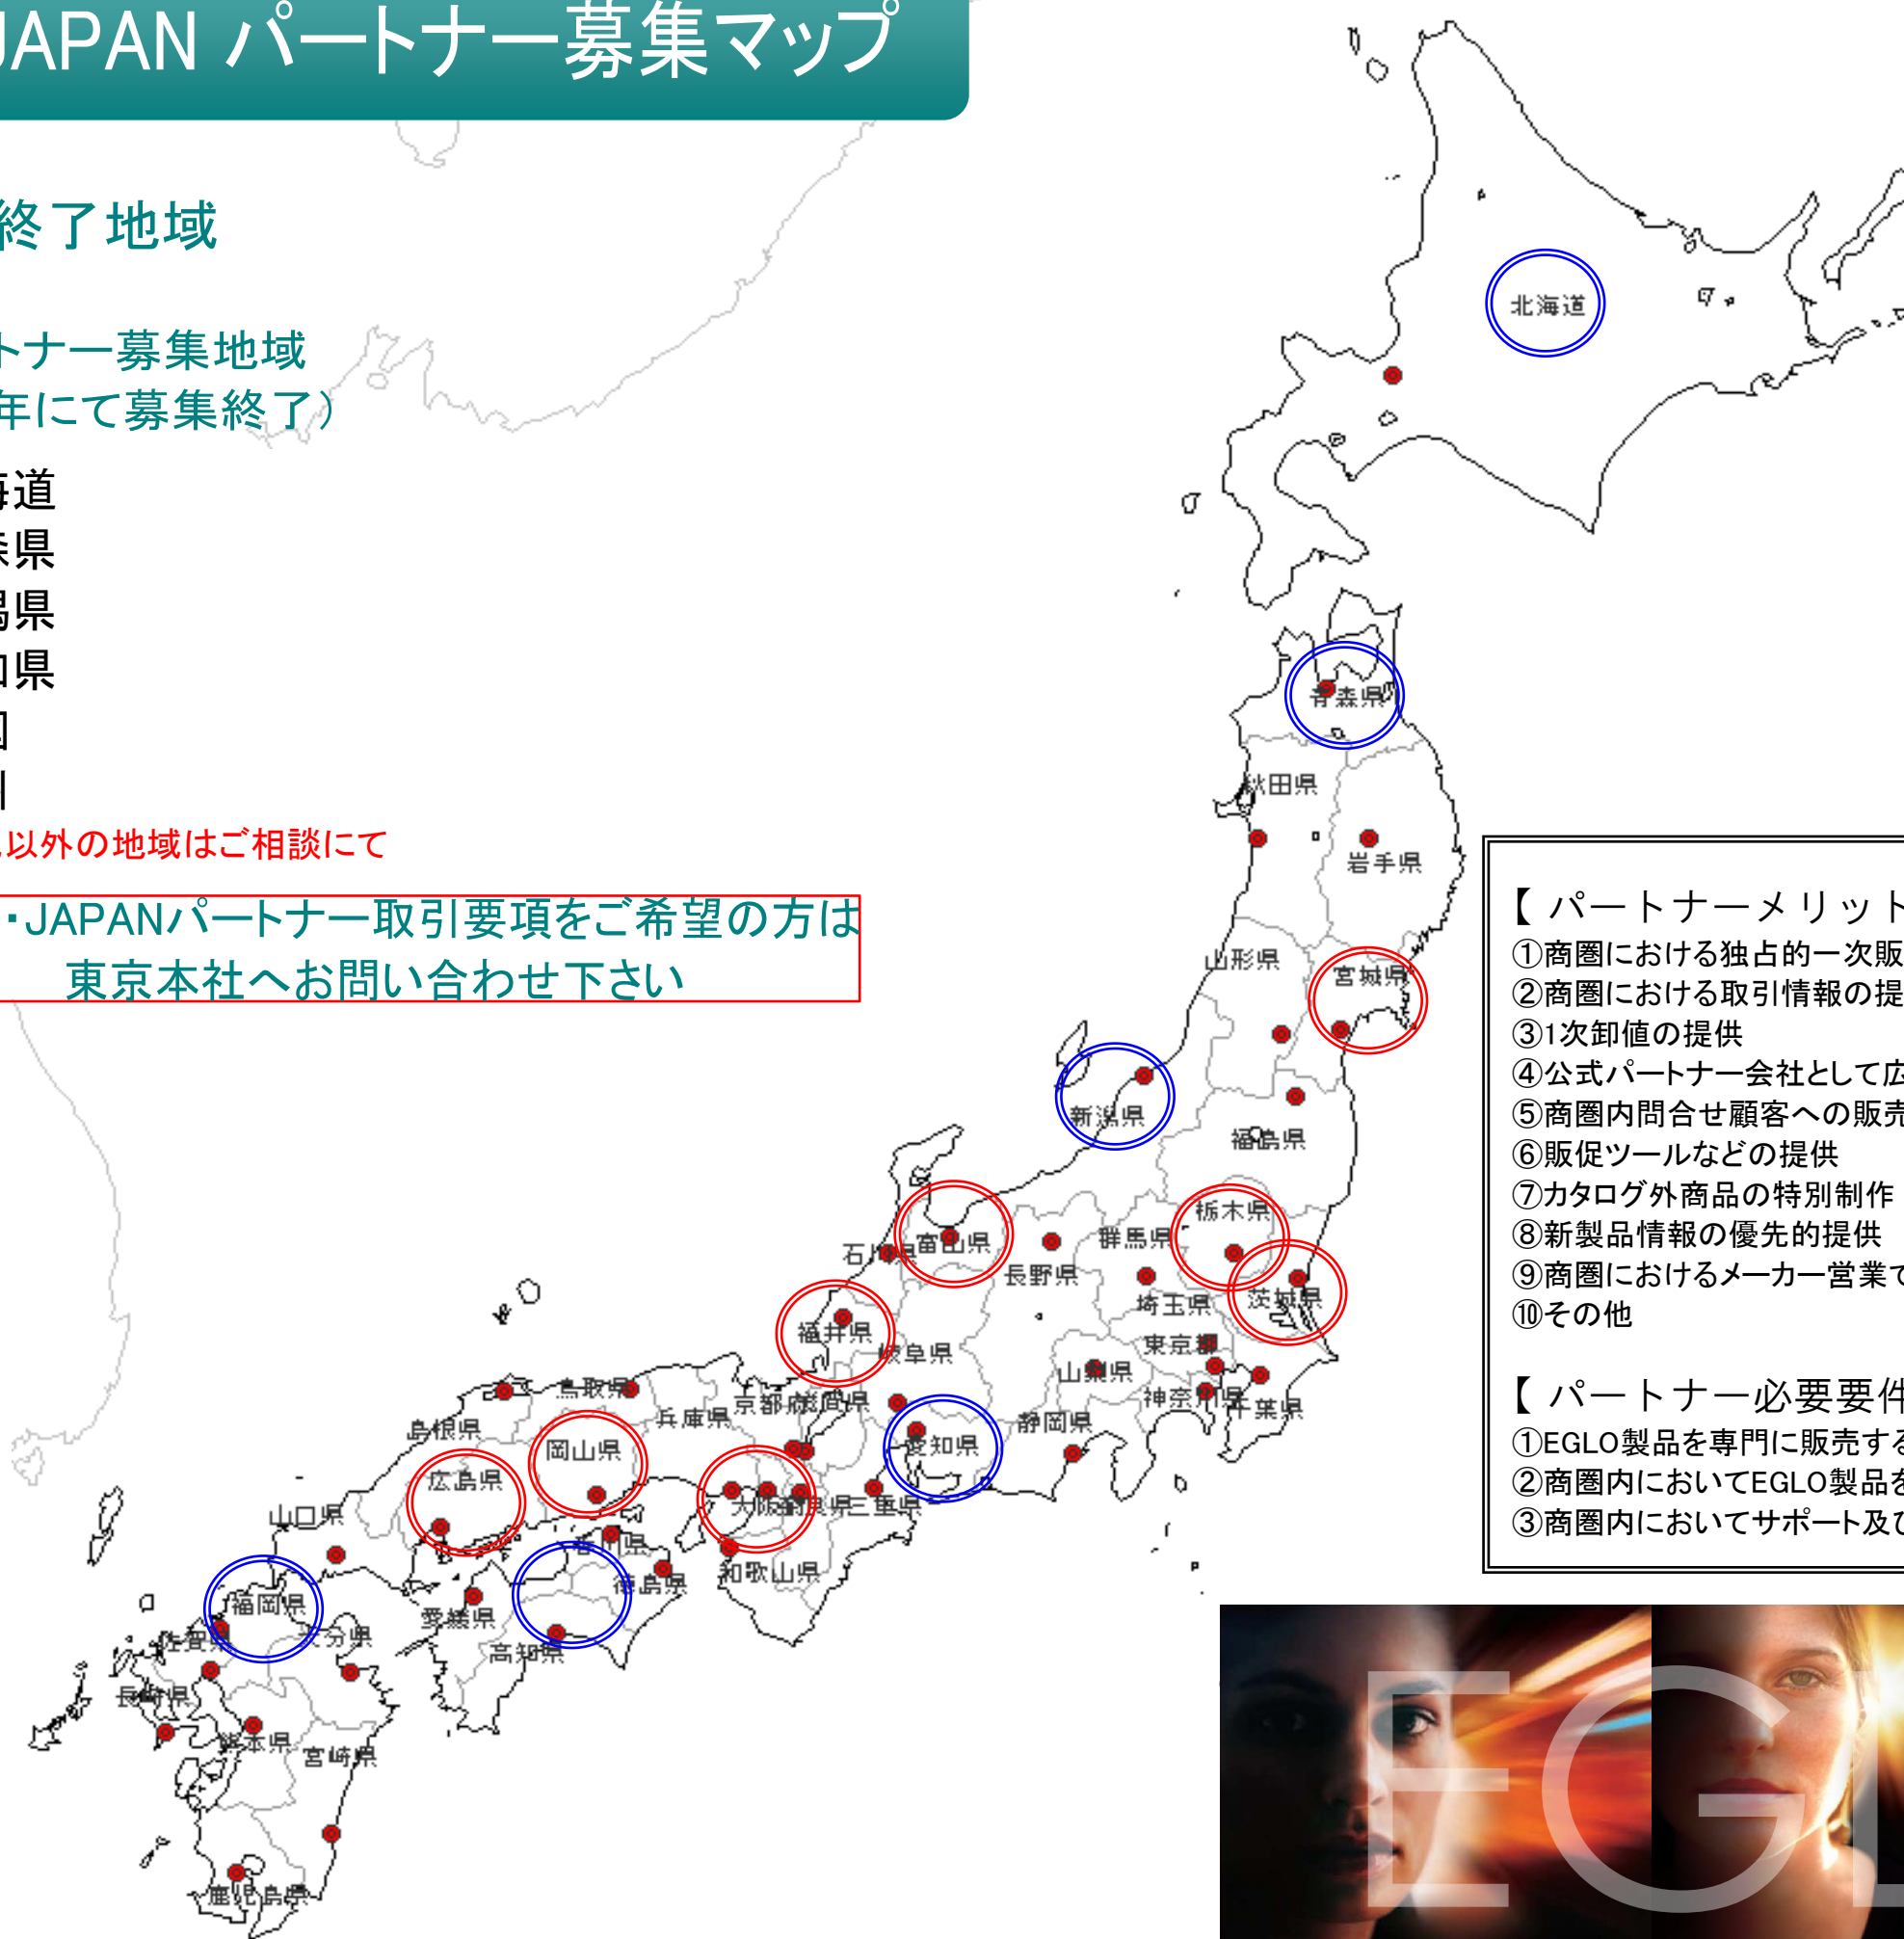 JAPAN パートナー募集マップ
終了地域
トナー募集地域
年にて募集終了）
海道
森県
潟県
知県
国
州
以外の地域はご相談にて
・JAPANパートナー取引要項をご希望の方は
東京本社へお問い合わせ下さい
北海道
青森県
秋田県
岩手県
山形県
宮城県
新潟県
福島県
栃木県
群馬県
石川県
富山県
長野県
茨城県
埼玉県
福井県
岐阜県
東京都
山梨県
神奈川県
千葉県
鳥取県
兵庫県
京都府
滋賀県
静岡県
島根県
岡山県
愛知県
広島県
大阪府
奈良県
三重県
山口県
香川県
徳島県
和歌山県
福岡県
愛媛県
高知県
佐賀県
大分県
長崎県
熊本県
宮崎県
鹿児島県
【 パートナーメリット
①商圏における独占的一次販
②商圏における取引情報の提
③1次卸値の提供
④公式パートナー会社として広
⑤商圏内問合せ顧客への販売
⑥販促ツールなどの提供
⑦カタログ外商品の特別制作
⑧新製品情報の優先的提供
⑨商圏におけるメーカー営業で
⑩その他
【 パートナー必要要件
①EGLO製品を専門に販売する
②商圏内においてEGLO製品を
③商圏内においてサポート及び
EGL